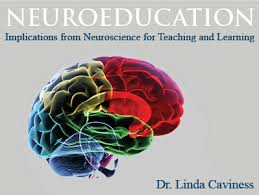 NEUROEDUCATION
Implications from Neuroscience for Teaching and Learning
Dr. Linda Caviness